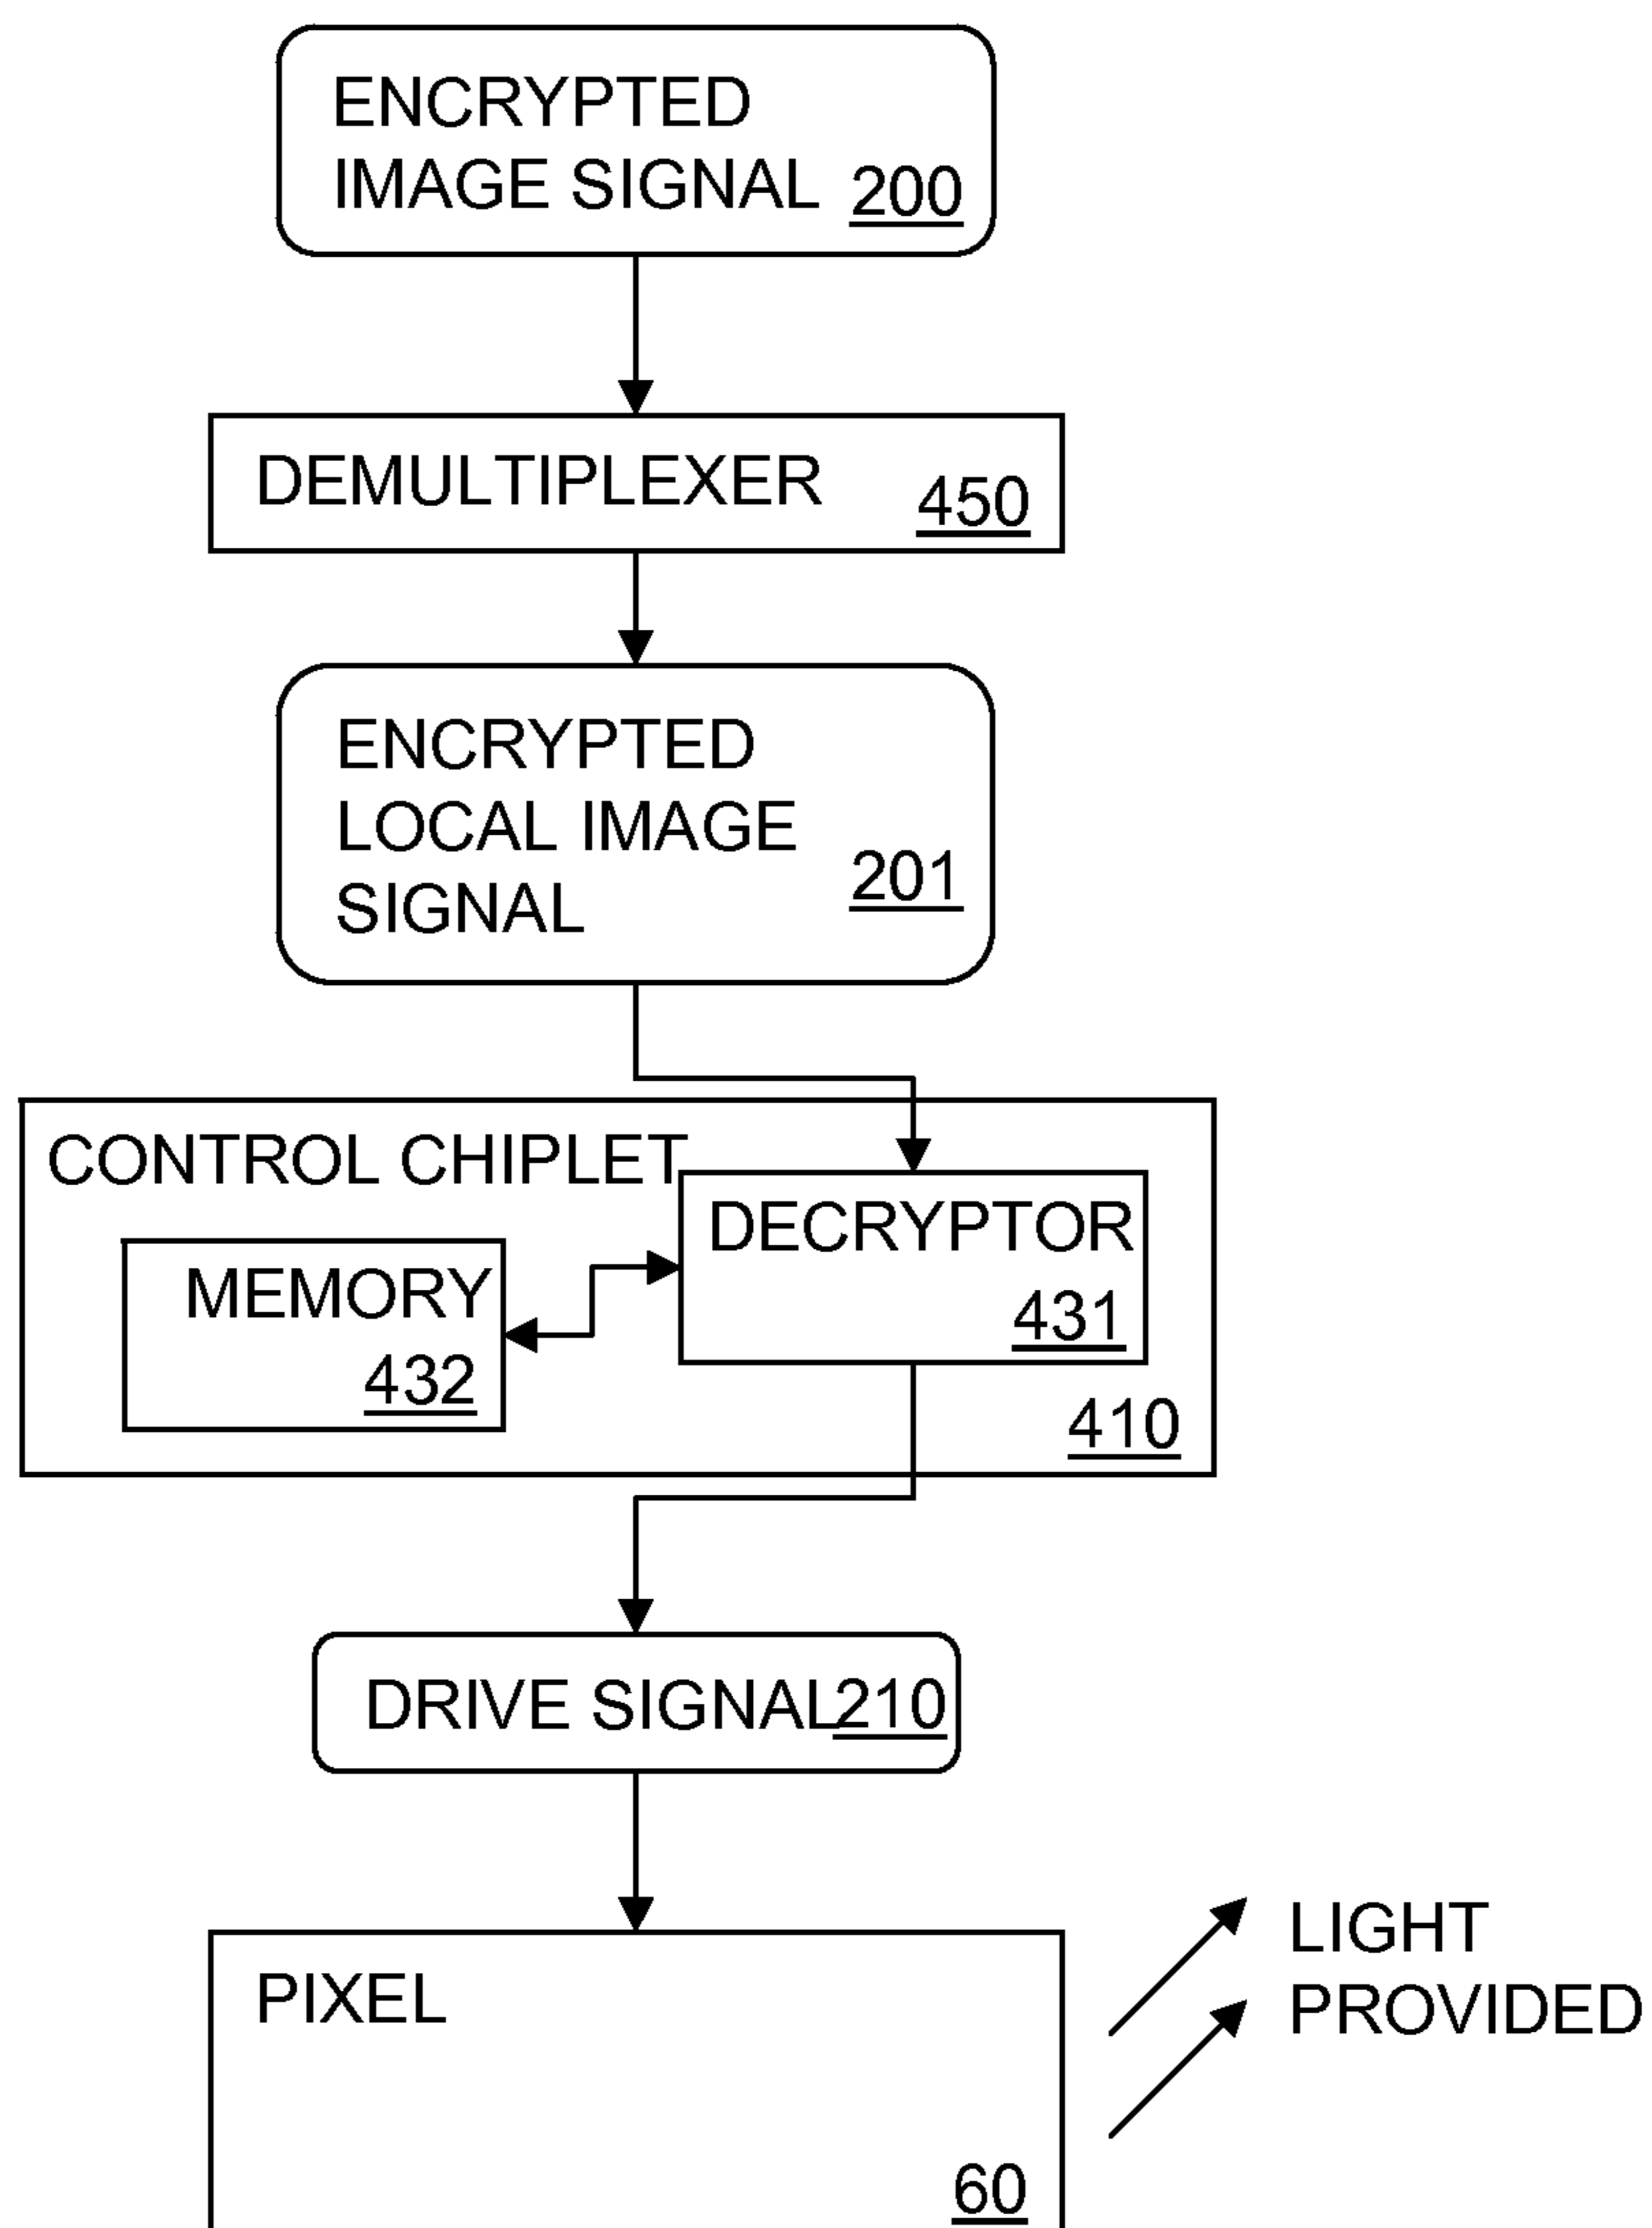 ENCRYPTED
IMAGE SIGNAL 200
DEMULTIPLEXER 450
ENCRYPTED
LOCAL IMAGE
SIGNAL 201
CONTROL CHIPLET
DECRYPTOR
431
MEMORY
432
410
DRIVE SIGNAL 210
PIXEL
60
LIGHT
PROVIDED